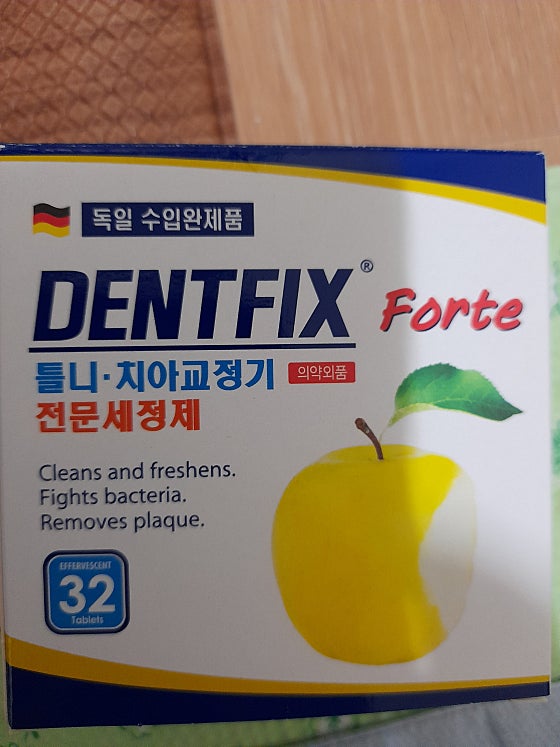 독일 수입완제품
DENTFIX® Forte
틀니·치아교정기 의약외품
전문세정제
Cleans and freshens.
Fights bacteria.
Removes plaque.
EFFERVESCENT
32
Tablets